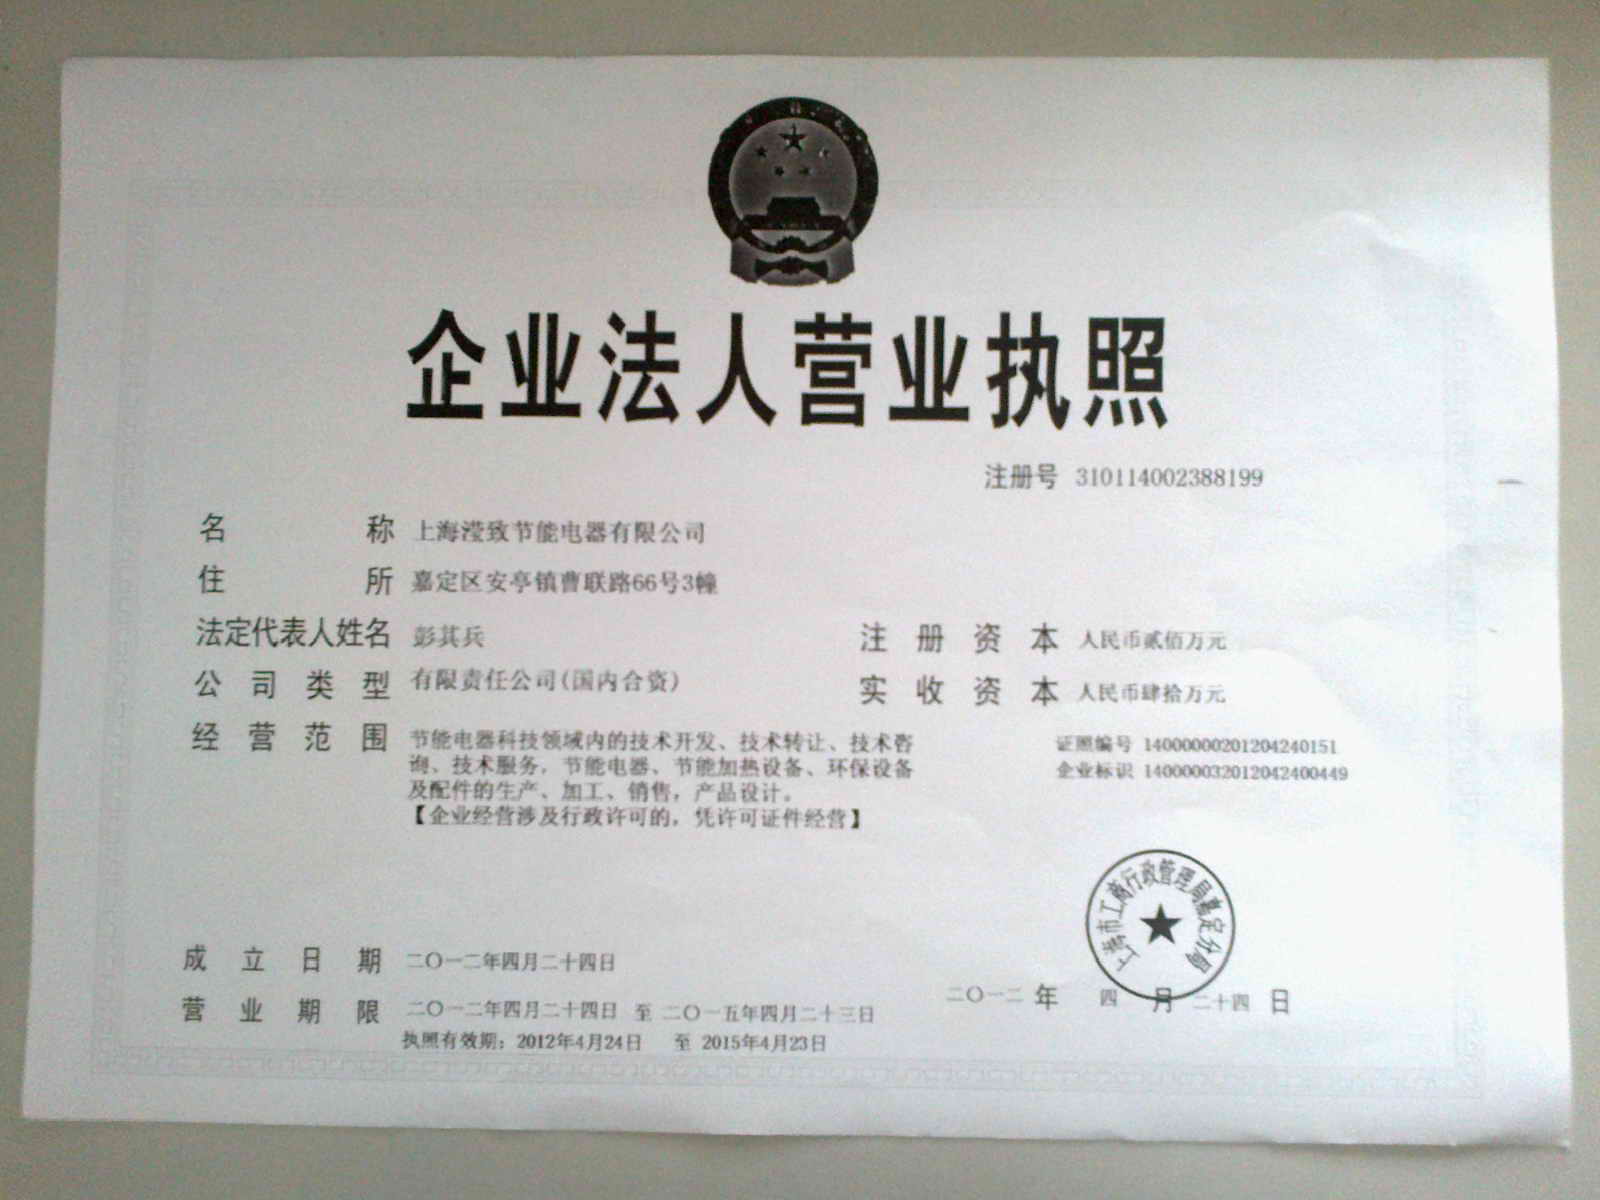 企业法人营业执照
注册号 310114002388199
名称 上海滢致节能电器有限公司
住所 嘉定区安亭镇曹联路66号3幢
法定代表人姓名 彭其兵
注册资本 人民币贰佰万元
公司类型 有限责任公司(国内合资)
实收资本 人民币肆拾万元
经营范围 节能电器科技领域内的技术开发、技术转让、技术咨
询、技术服务，节能电器、节能加热设备、环保设备
及配件的生产、加工、销售，产品设计。
【企业经营涉及行政许可的，凭许可证件经营】
证照编号 14000000201204240151
企业标识 140000032012042400449
上海市工商行政管理局嘉定分局
成立日期 二〇一二年四月二十四日
营业期限 二〇一二年四月二十四日 至 二〇一五年四月二十三日
执照有效期：2012年4月24日 至 2015年4月23日
二〇一二 年 四 月 二十四 日